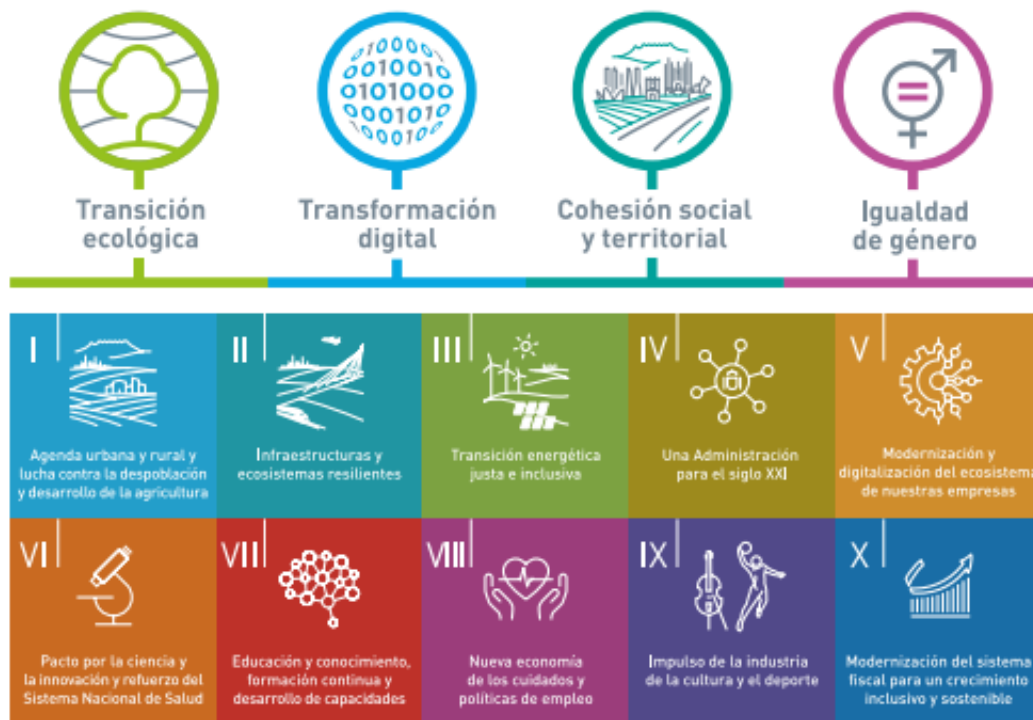 Transición
ecológica
Transformación
digital
Cohesión social
y territorial
Igualdad
de género
I
Agenda urbana y rural y
lucha contra la despoblación
y desarrollo de la agricultura
II
Infraestructuras y
ecosistemas resilientes
III
Transición energética
justa e inclusiva
IV
Una Administración
para el siglo XXI
V
Modernización y
digitalización del ecosistema
de nuestras empresas
VI
Pacto por la ciencia y
la innovación y refuerzo del
Sistema Nacional de Salud
VII
Educación y conocimiento,
formación continua y
desarrollo de capacidades
VIII
Nueva economía
de los cuidados y
políticas de empleo
IX
Impulso de la industria
de la cultura y el deporte
X
Modernización del sistema
fiscal para un crecimiento
inclusivo y sostenible